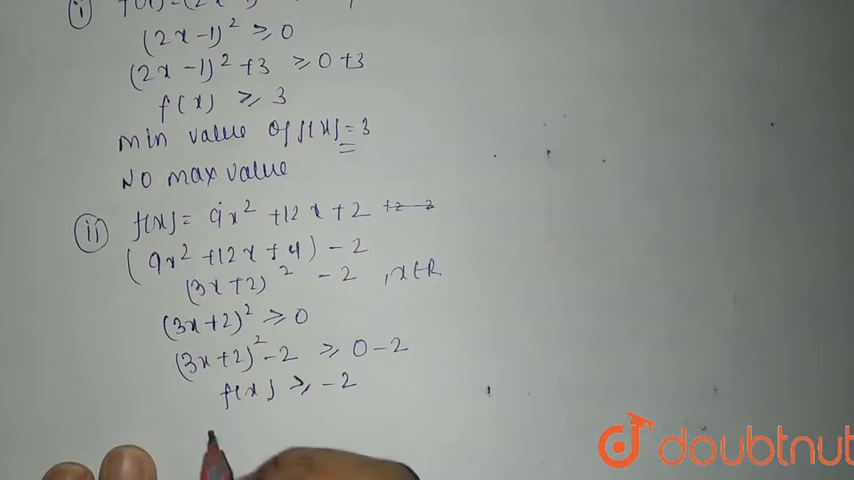 i
(2x-1)² ≥ 0
(2x-1)² + 3 ≥ 0+3
f(x) ≥ 3
Min value of f(x) = 3
No max value
ii f(x) = 9x² + 12x + 2 +2 -2
(9x² + 12x + 4) - 2
(3x+2)² - 2 , x∈R
(3x+2)² ≥ 0
(3x+2)² - 2 ≥ 0-2
f(x) ≥ -2
doubtnut